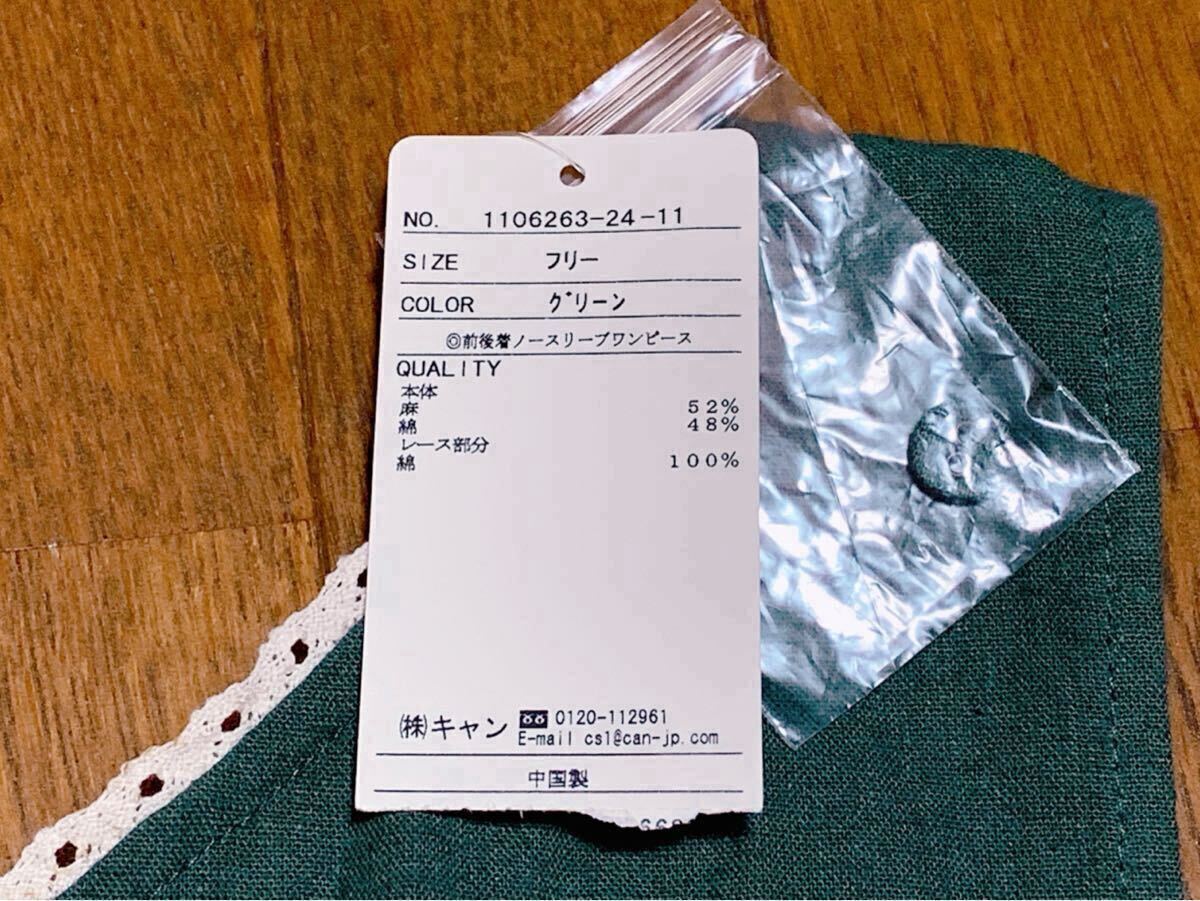 NO. 1106263-24-11
SIZE フリー
COLOR グリーン
◎前後着ノースリーブワンピース
QUALITY
本体
麻 52%
綿 48%
レース部分
綿 100%
㈱キャン 0120-112961
E-mail cs1@can-jp.com
中国製